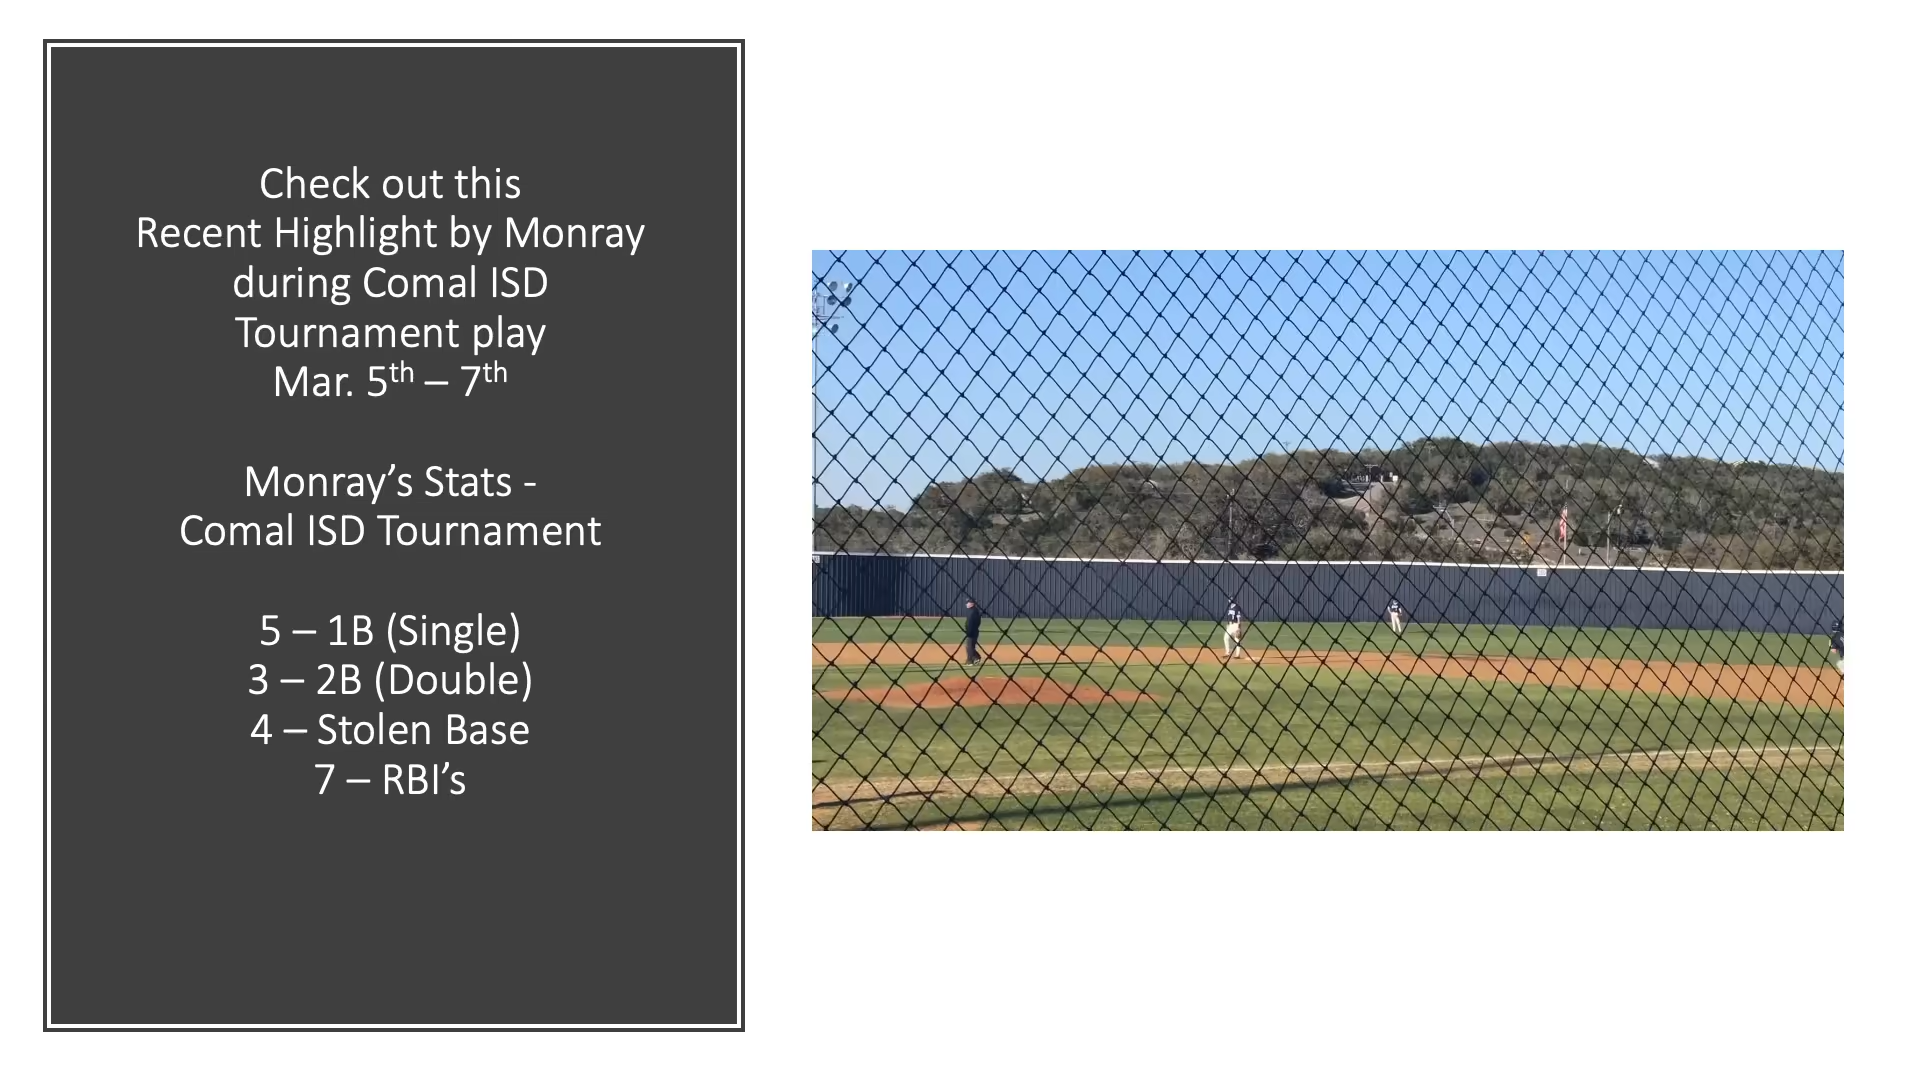 Check out this
Recent Highlight by Monray
during Comal ISD
Tournament play
Mar. 5th – 7th
Monray’s Stats -
Comal ISD Tournament
5 – 1B (Single)
3 – 2B (Double)
4 – Stolen Base
7 – RBI’s